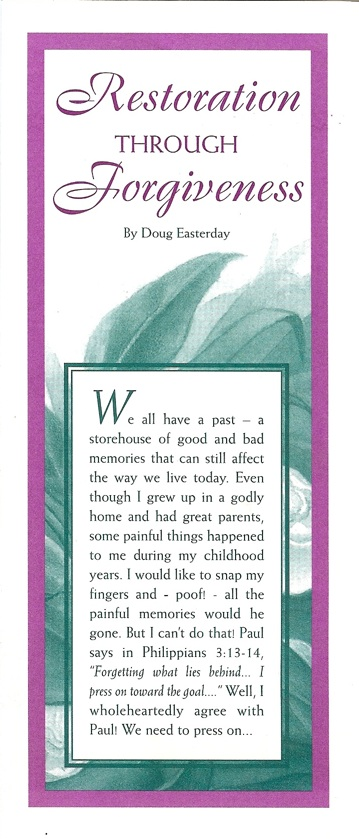 Restoration
THROUGH
Forgiveness
By Doug Easterday
We all have a past – a
storehouse of good and bad
memories that can still affect
the way we live today. Even
though I grew up in a godly
home and had great parents,
some painful things happened
to me during my childhood
years. I would like to snap my
fingers and - poof! - all the
painful memories would he
gone. But I can't do that! Paul
says in Philippians 3:13-14,
"Forgetting what lies behind... I
press on toward the goal...." Well, I
wholeheartedly agree with
Paul! We need to press on...